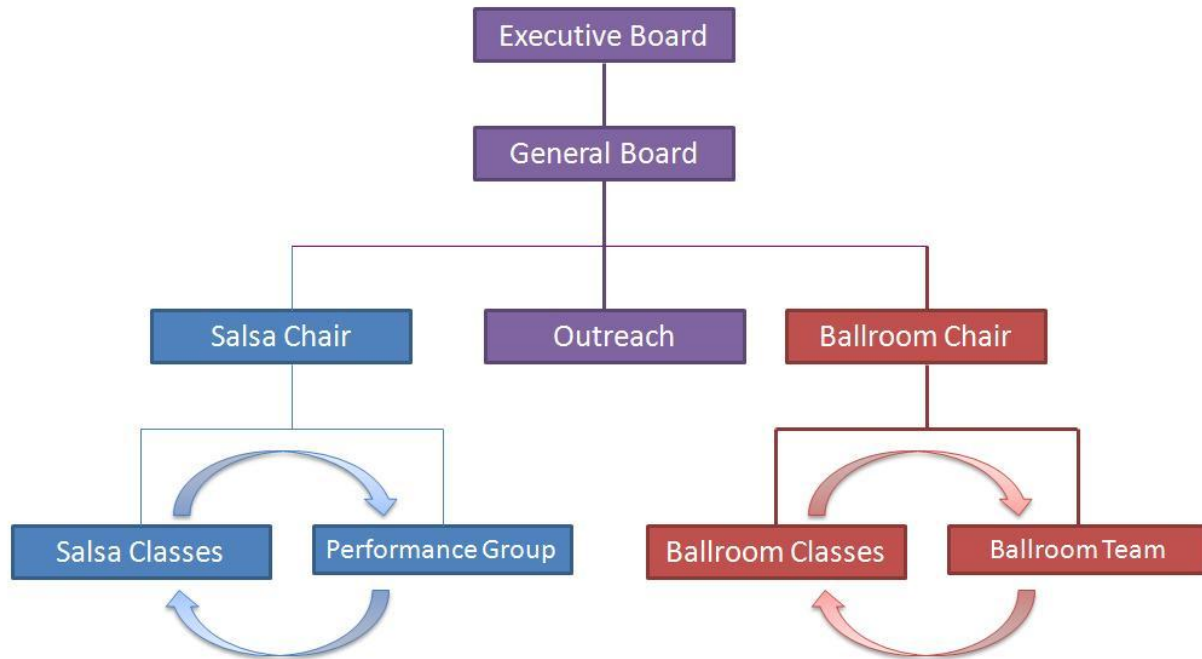 Executive Board
General Board
Salsa Chair
Outreach
Ballroom Chair
Salsa Classes
Performance Group
Ballroom Classes
Ballroom Team